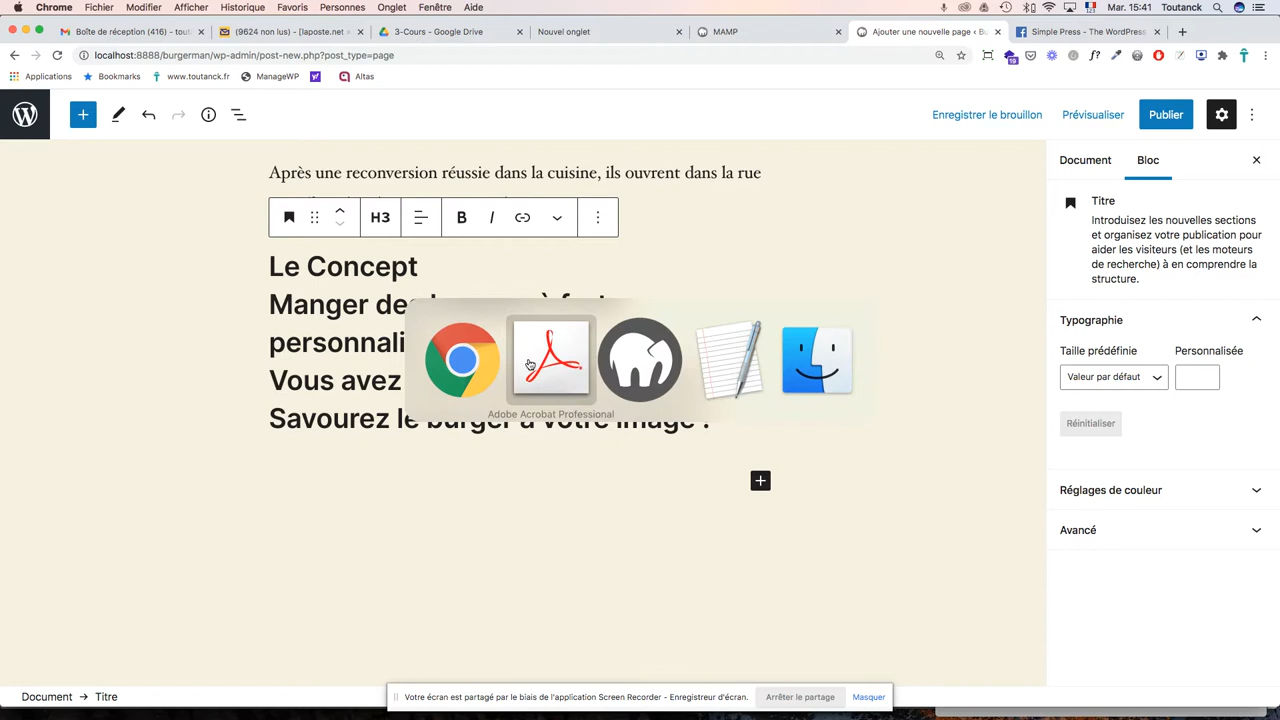 Chrome Fichier Modifier Afficher Historique Favoris Personnes Onglet Fenêtre Aide Mar. 15:41 Toutanck
Boîte de réception (416) - tout
(9624 non lus) - [laposte.net
3-Cours - Google Drive
Nouvel onglet
MAMP
Ajouter une nouvelle page ‹ Bu
Simple Press - The WordPress
localhost:8888/burgerman/wp-admin/post-new.php?post_type=page
19
f?
Applications Bookmarks www.toutanck.fr ManageWP Altas
Enregistrer le brouillon Prévisualiser Publier
Après une reconversion réussie dans la cuisine, ils ouvrent dans la rue
H3 B I
Le Concept
Manger de
personnali
Vous avez
Savourez le burger à votre image !
Adobe Acrobat Professional
Document Bloc
Titre
Introduisez les nouvelles sections
et organisez votre publication pour
aider les visiteurs (et les moteurs
de recherche) à en comprendre la
structure.
Typographie
Taille prédéfinie Personnalisée
Valeur par défaut
Réinitialiser
Réglages de couleur
Avancé
Document → Titre
Votre écran est partagé par le biais de l'application Screen Recorder - Enregistreur d'écran. Arrêter le partage Masquer